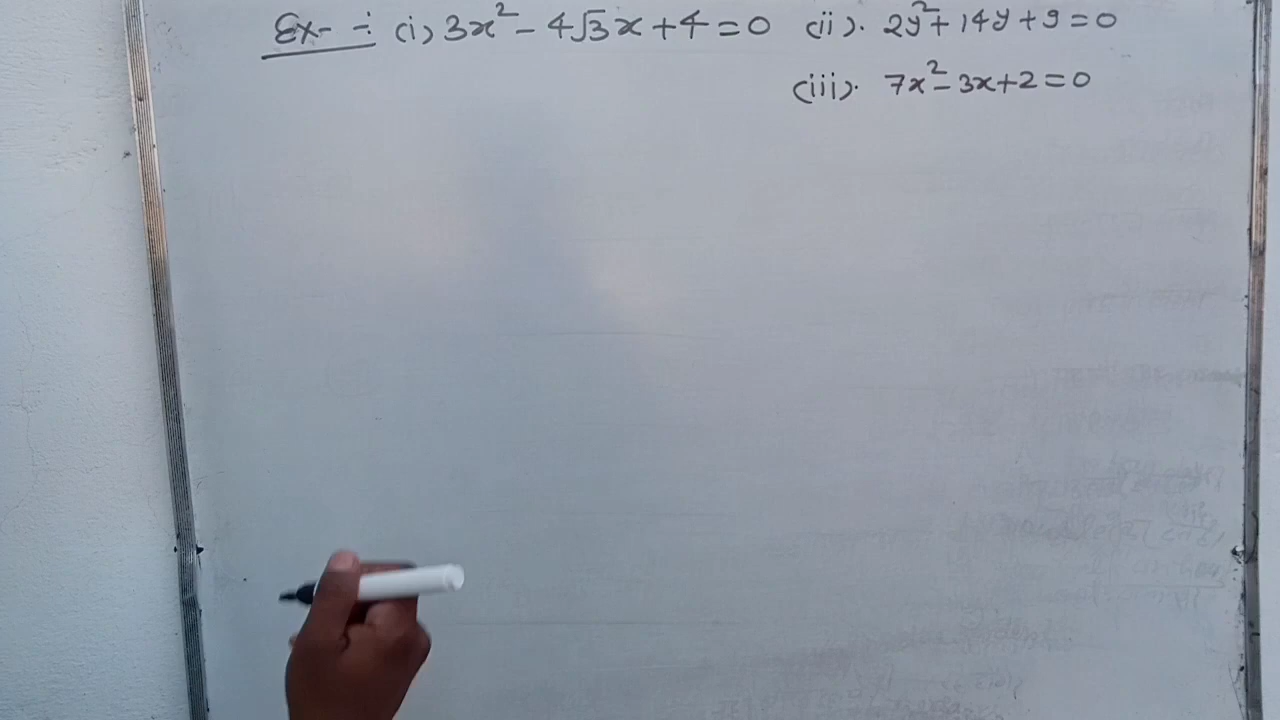 Ex- :- (i) 3x² - 4√3x + 4 = 0 (ii). 2y² + 14y + 9 = 0
(iii). 7x² - 3x + 2 = 0